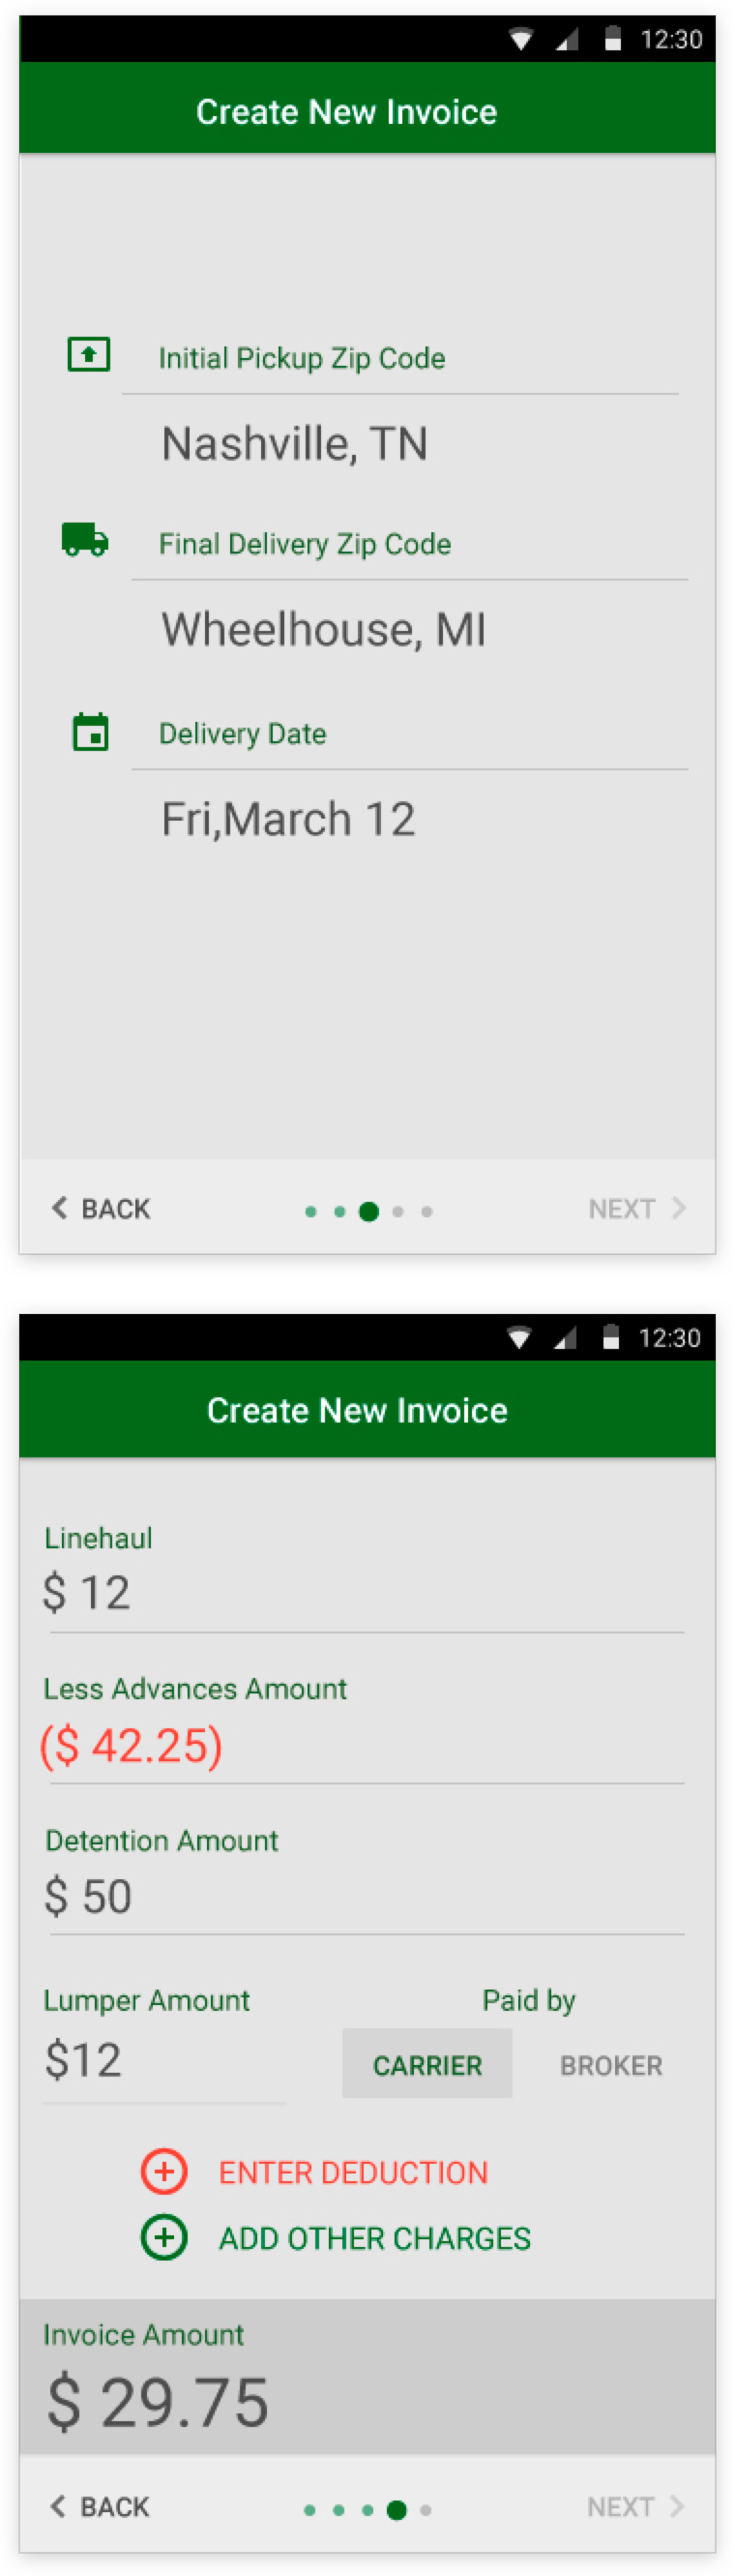 12:30
Create New Invoice
Initial Pickup Zip Code
Nashville, TN
Final Delivery Zip Code
Wheelhouse, MI
Delivery Date
Fri,March 12
BACK NEXT
12:30
Create New Invoice
Linehaul
$ 12
Less Advances Amount
($ 42.25)
Detention Amount
$ 50
Lumper Amount Paid by
$12 CARRIER BROKER
ENTER DEDUCTION
ADD OTHER CHARGES
Invoice Amount
$ 29.75
BACK NEXT